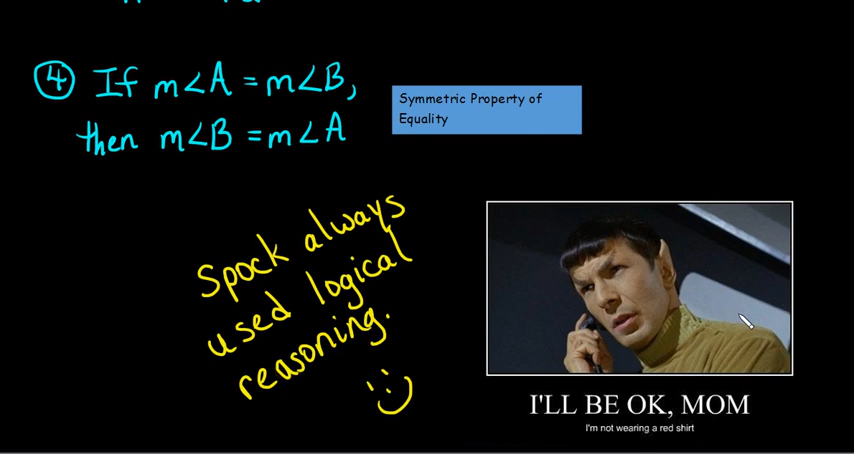 ④ If m∠A = m∠B,
then m∠B = m∠A
Symmetric Property of
Equality
Spock always
used logical
reasoning.
I'LL BE OK, MOM
I'm not wearing a red shirt